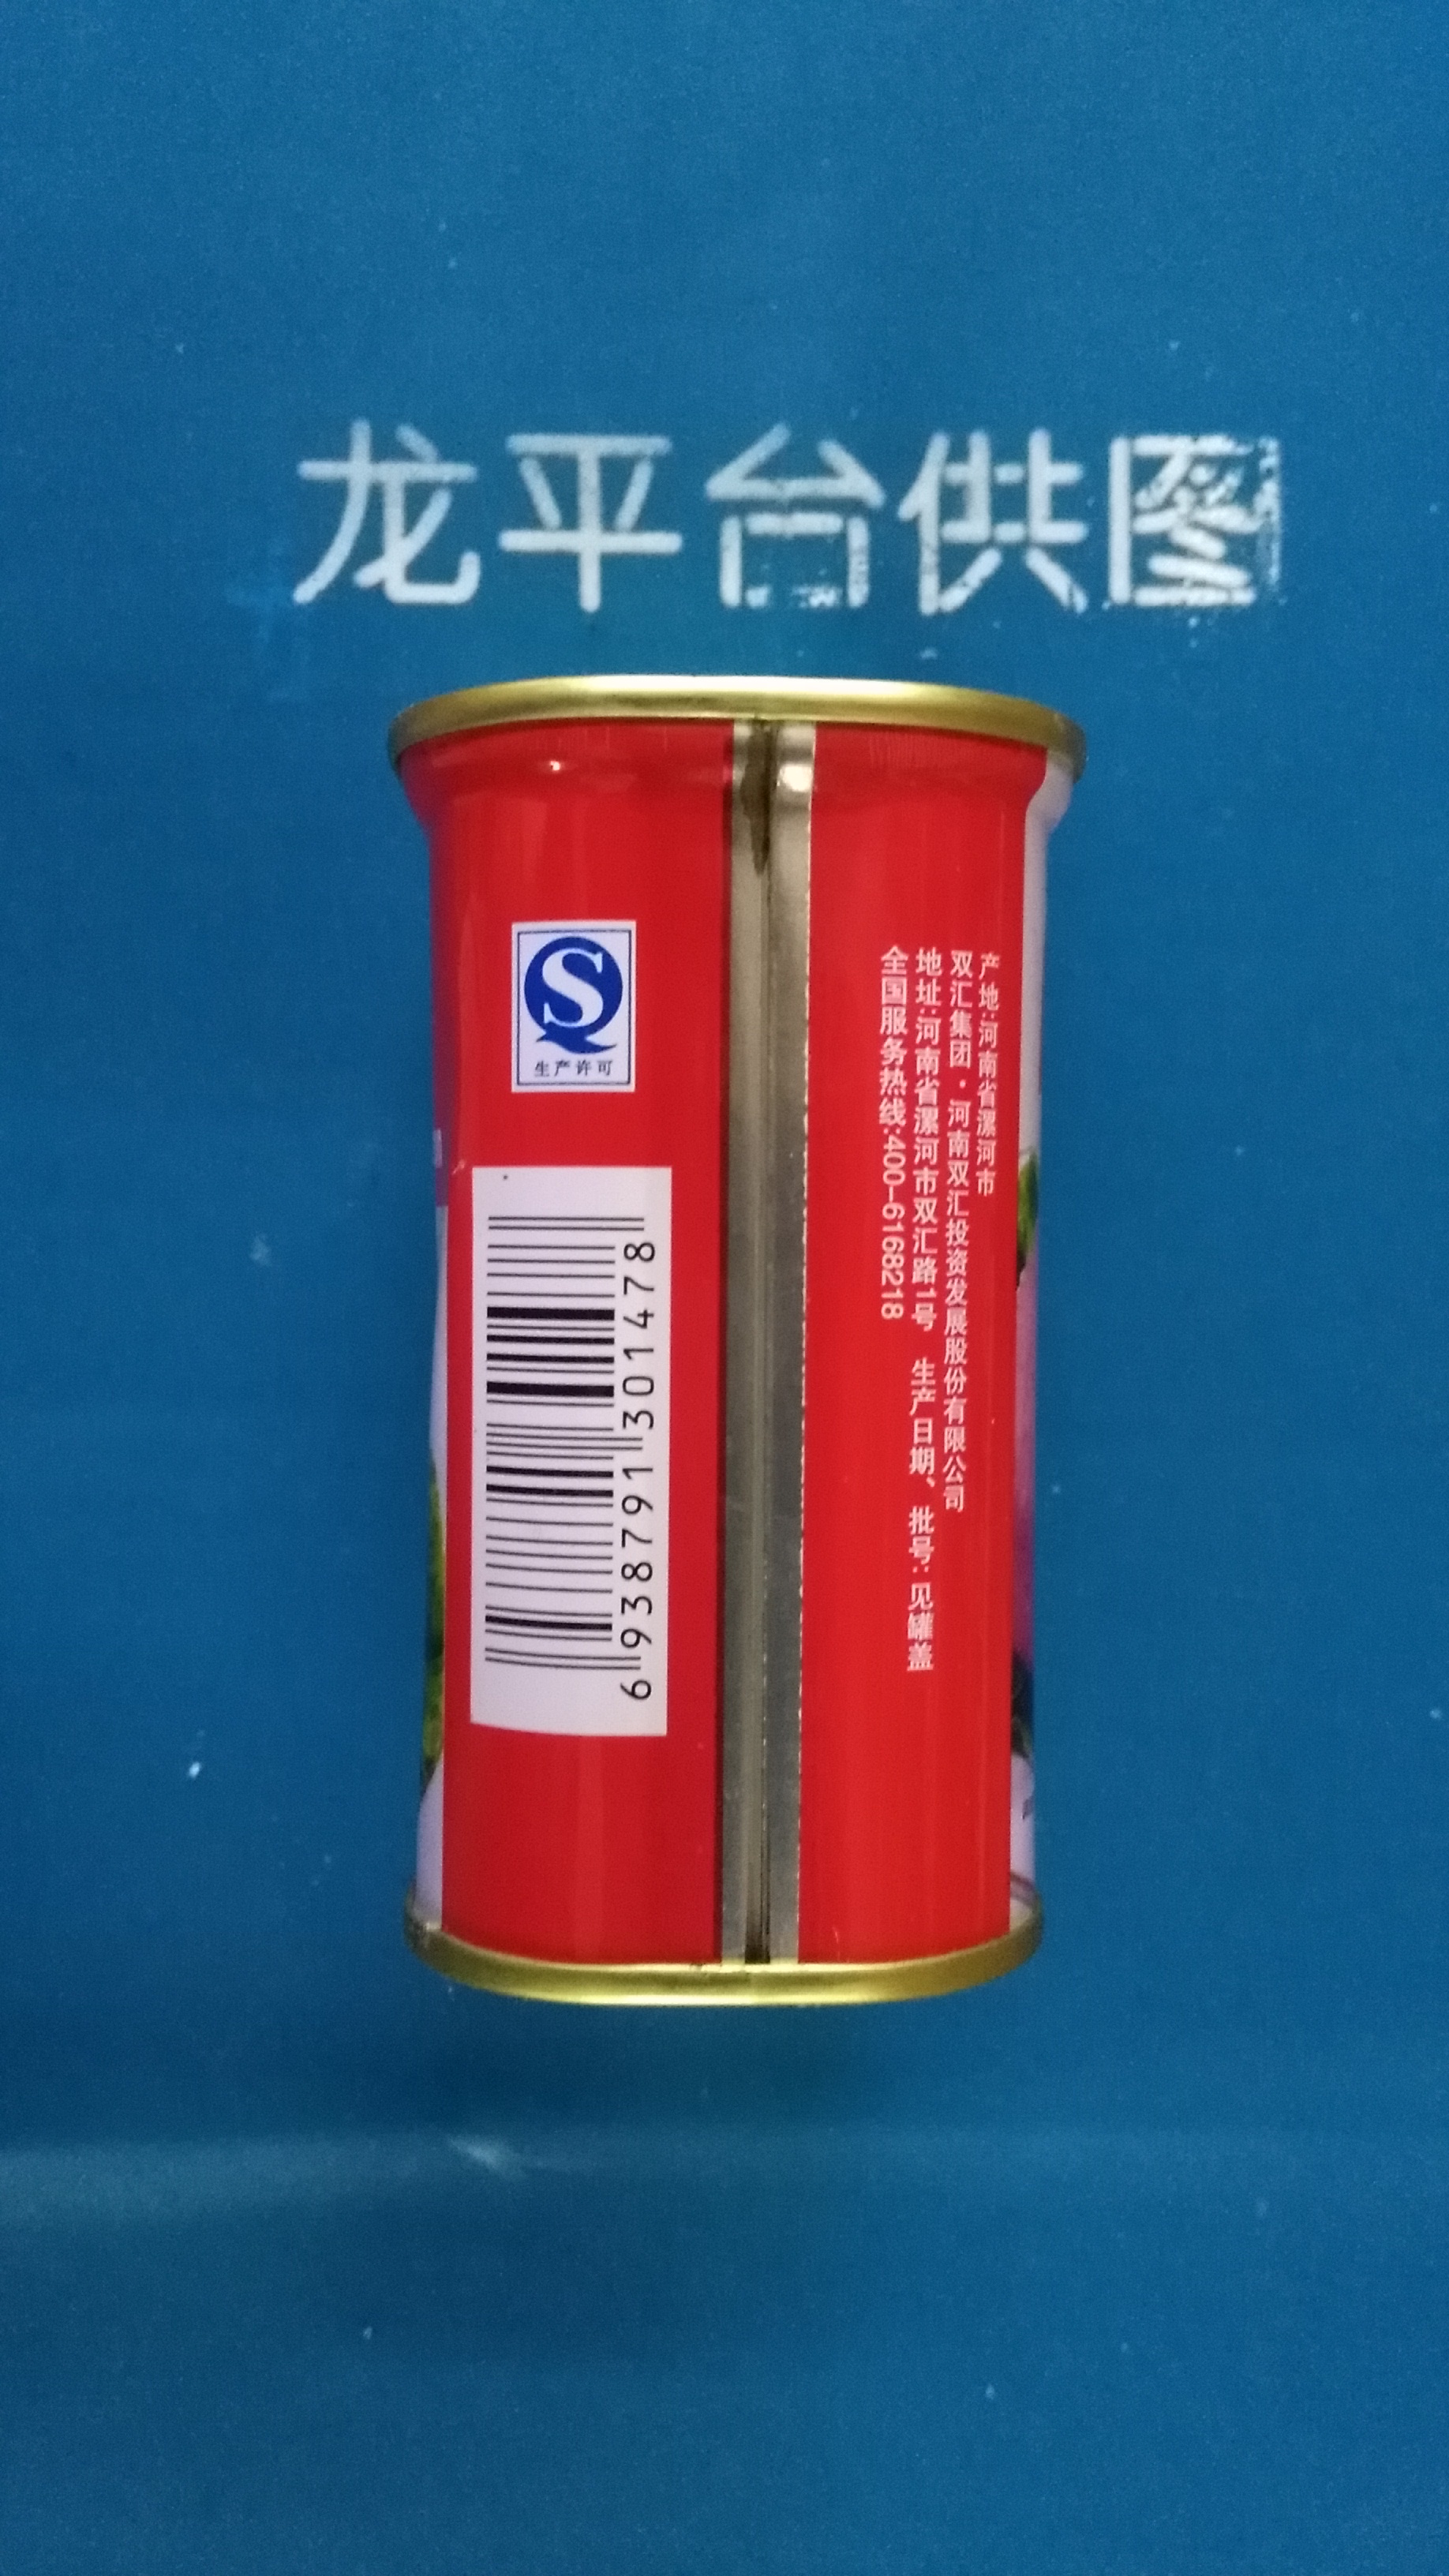 龙平台供图
生产许可
6938791301478
产地:河南省漯河市
双汇集团·河南双汇投资发展股份有限公司
地址:河南省漯河市双汇路1号 生产日期、批号:见罐盖
全国服务热线:400-6168218